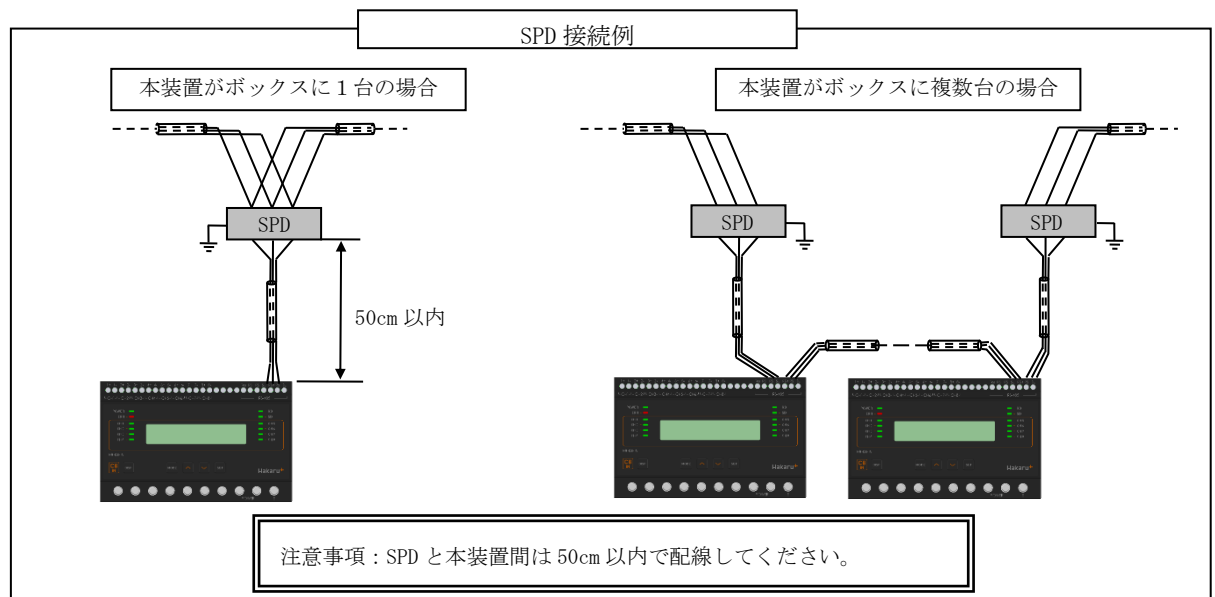 SPD 接続例
本装置がボックスに１台の場合
本装置がボックスに複数台の場合
SPD
SPD
SPD
50cm 以内
Hakaru+
Hakaru+
Hakaru+
注意事項：SPD と本装置間は 50cm 以内で配線してください。